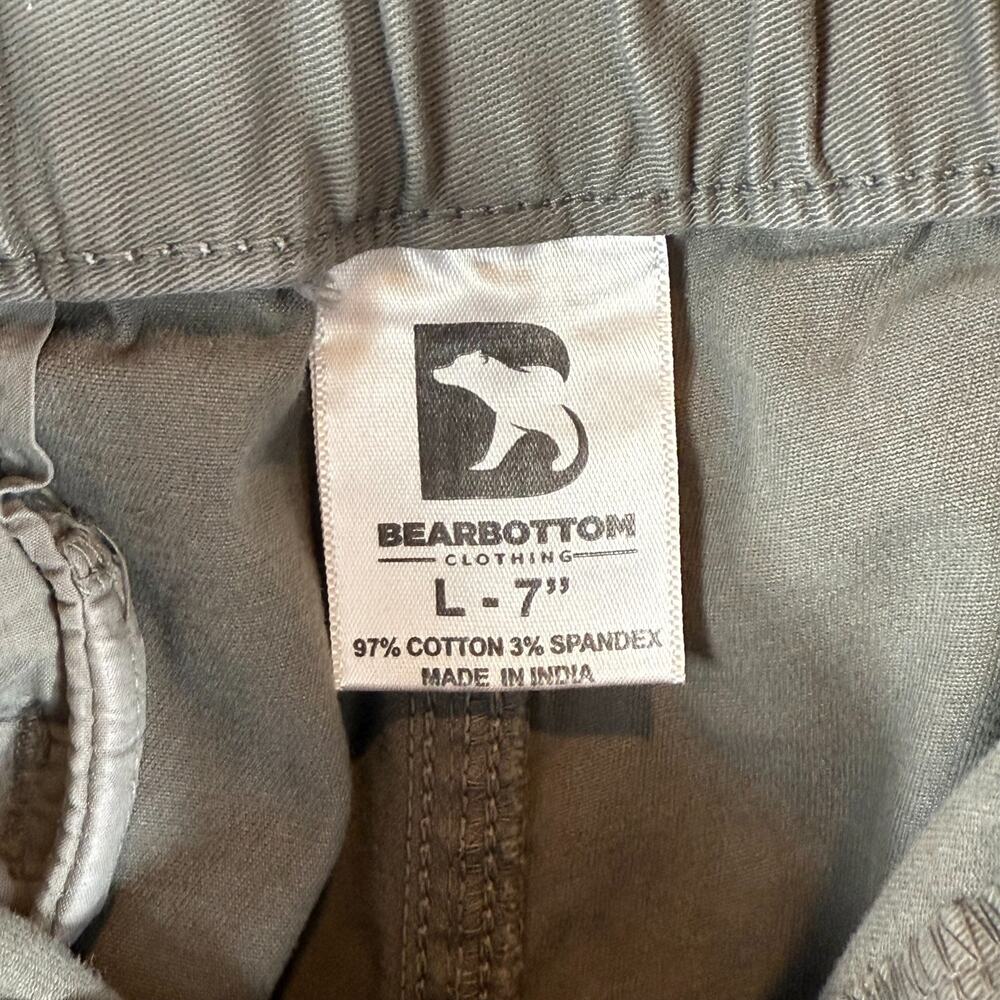 B
BEARBOTTOM
CLOTHING
L - 7”
97% COTTON 3% SPANDEX
MADE IN INDIA